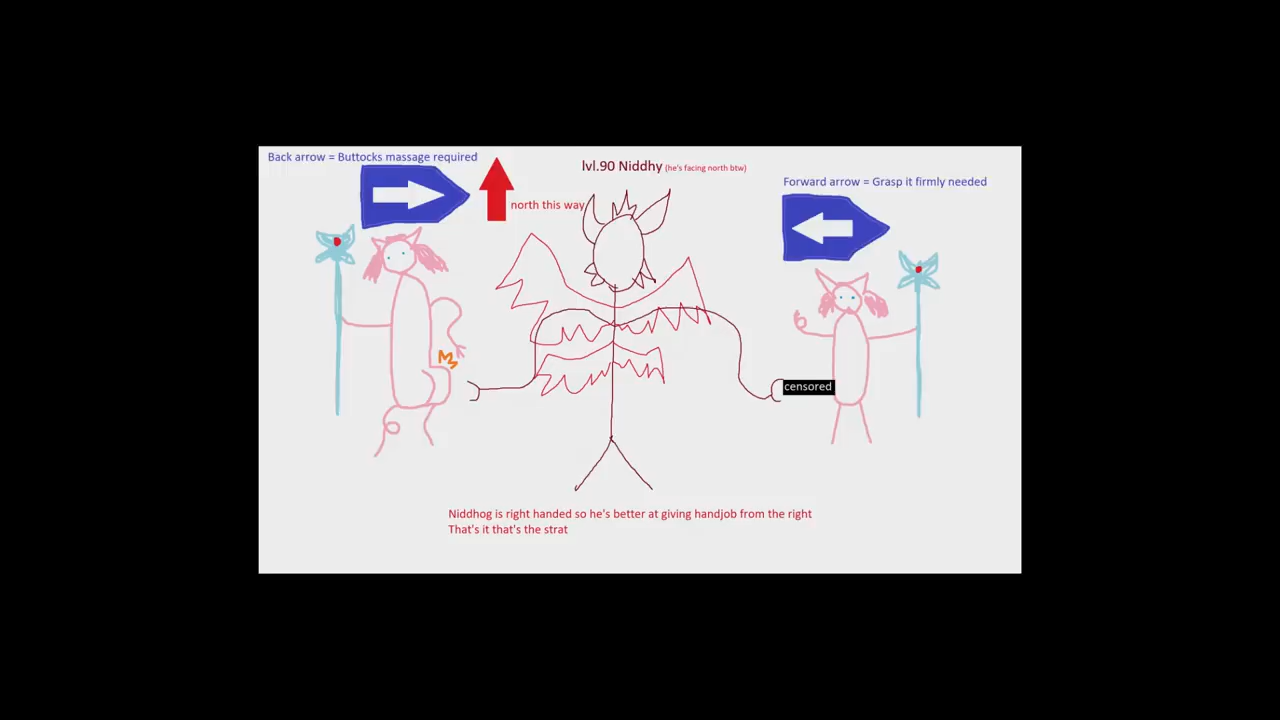 Back arrow = Buttocks massage required
lvl.90 Niddhy (he's facing north btw)
Forward arrow = Grasp it firmly needed
north this way
censored
Niddhog is right handed so he's better at giving handjob from the right
That's it that's the strat